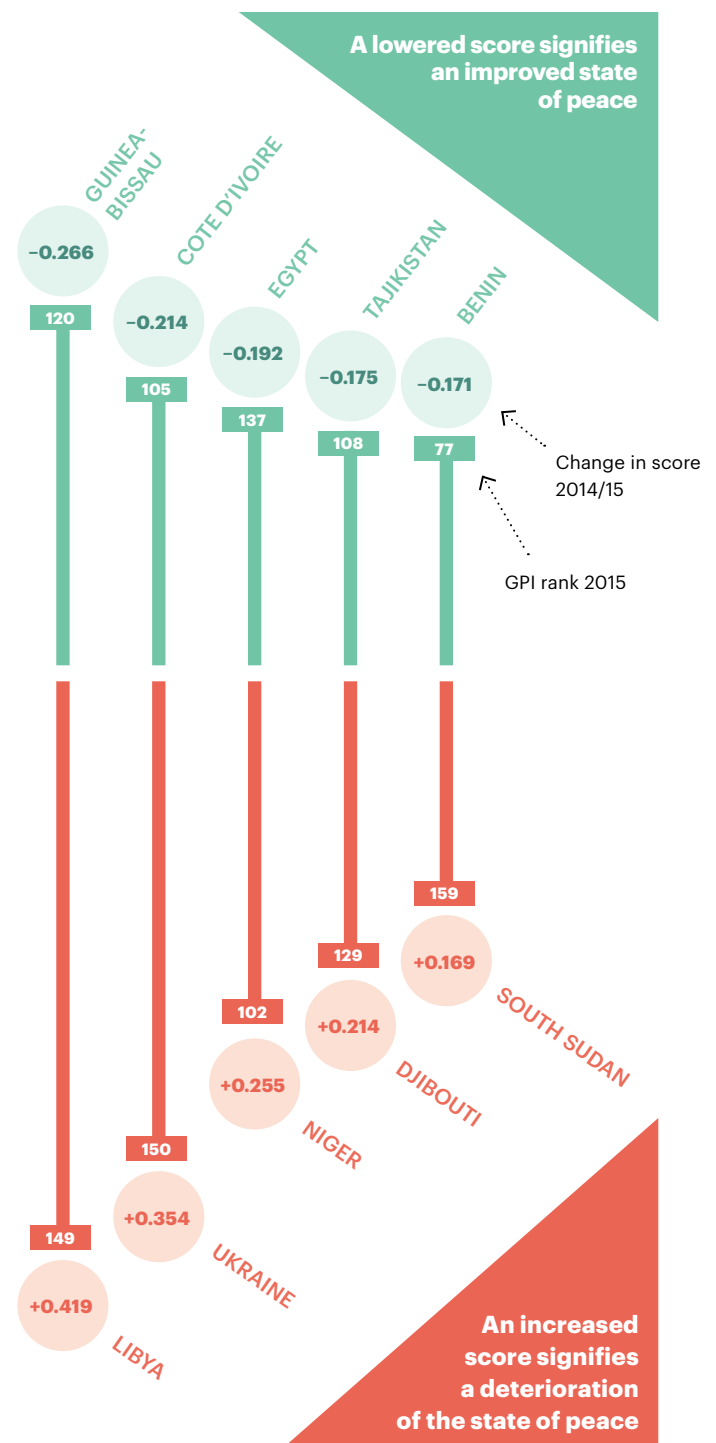 A lowered score signifies
an improved state
of peace
GUINEA-
BISSAU
COTE D'IVOIRE
EGYPT
TAJIKISTAN
BENIN
−0.266
−0.214
−0.192
−0.175
−0.171
120
105
137
108
77
Change in score
2014/15
GPI rank 2015
159
129
102
150
149
+0.169
+0.214
+0.255
+0.354
+0.419
SOUTH SUDAN
DJIBOUTI
NIGER
UKRAINE
LIBYA
An increased
score signifies
a deterioration
of the state of peace